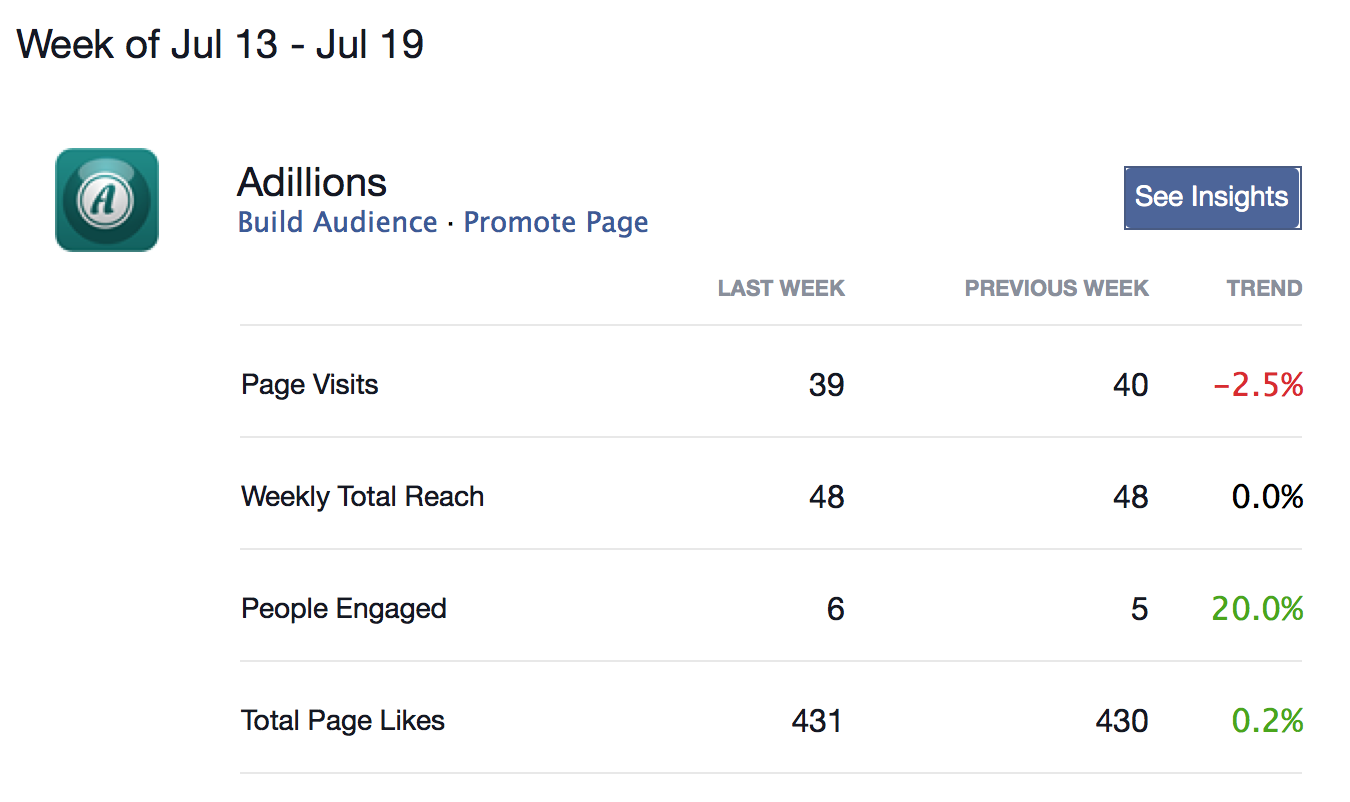 Week of Jul 13 - Jul 19
A
Adillions
See Insights
Build Audience · Promote Page
LAST WEEK PREVIOUS WEEK TREND
Page Visits 39 40 −2.5%
Weekly Total Reach 48 48 0.0%
People Engaged 6 5 20.0%
Total Page Likes 431 430 0.2%